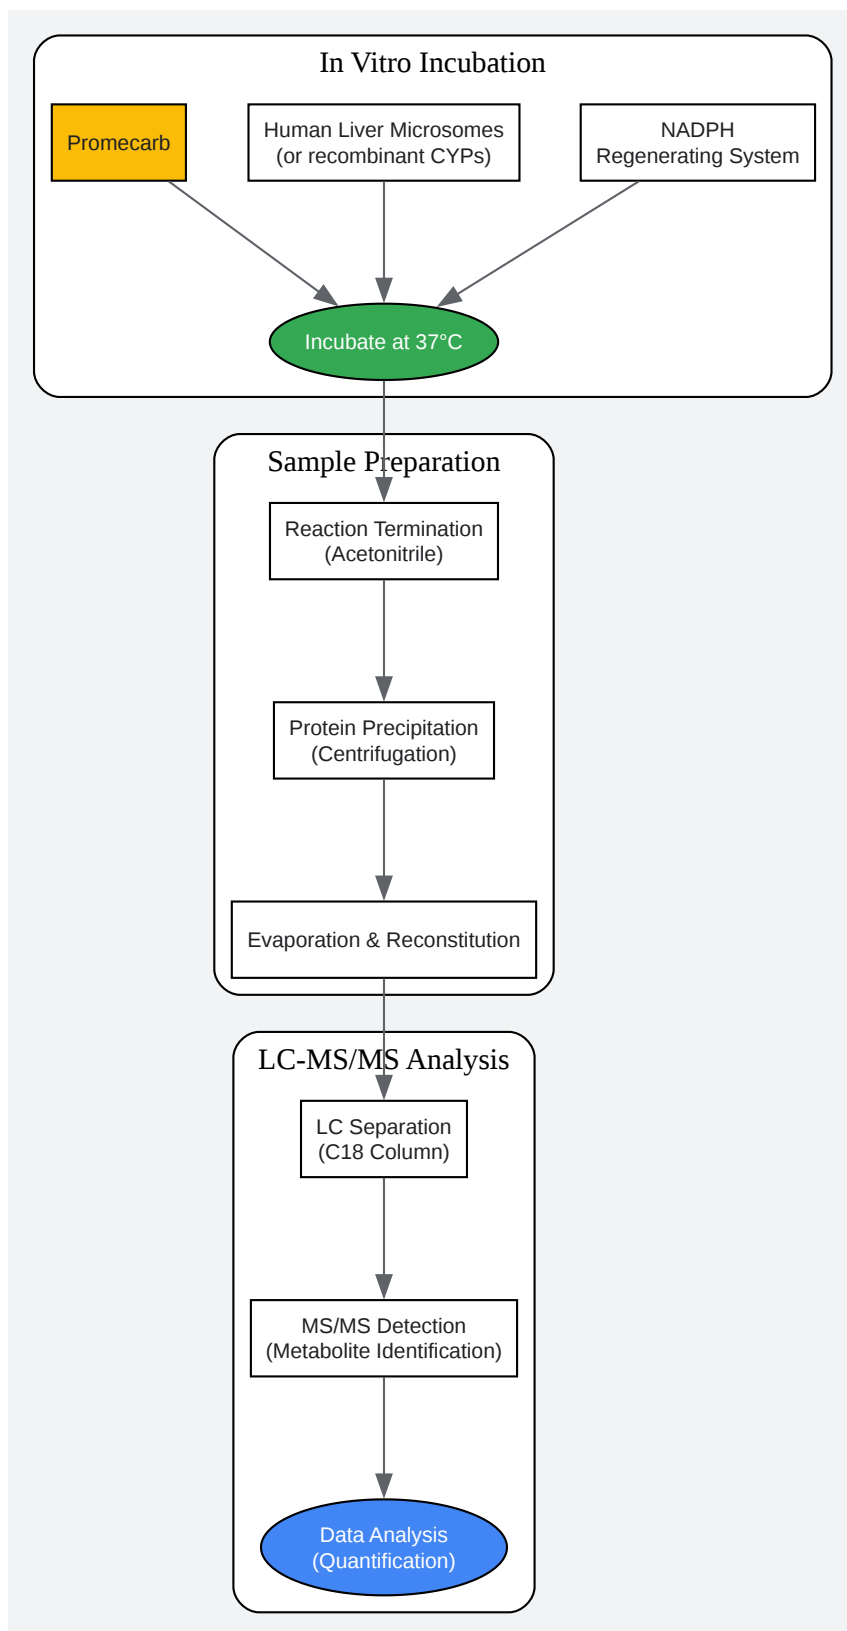 In Vitro Incubation
Promecarb
Human Liver Microsomes
(or recombinant CYPs)
NADPH
Regenerating System
Incubate at 37°C
Sample Preparation
Reaction Termination
(Acetonitrile)
Protein Precipitation
(Centrifugation)
Evaporation & Reconstitution
LC-MS/MS Analysis
LC Separation
(C18 Column)
MS/MS Detection
(Metabolite Identification)
Data Analysis
(Quantification)